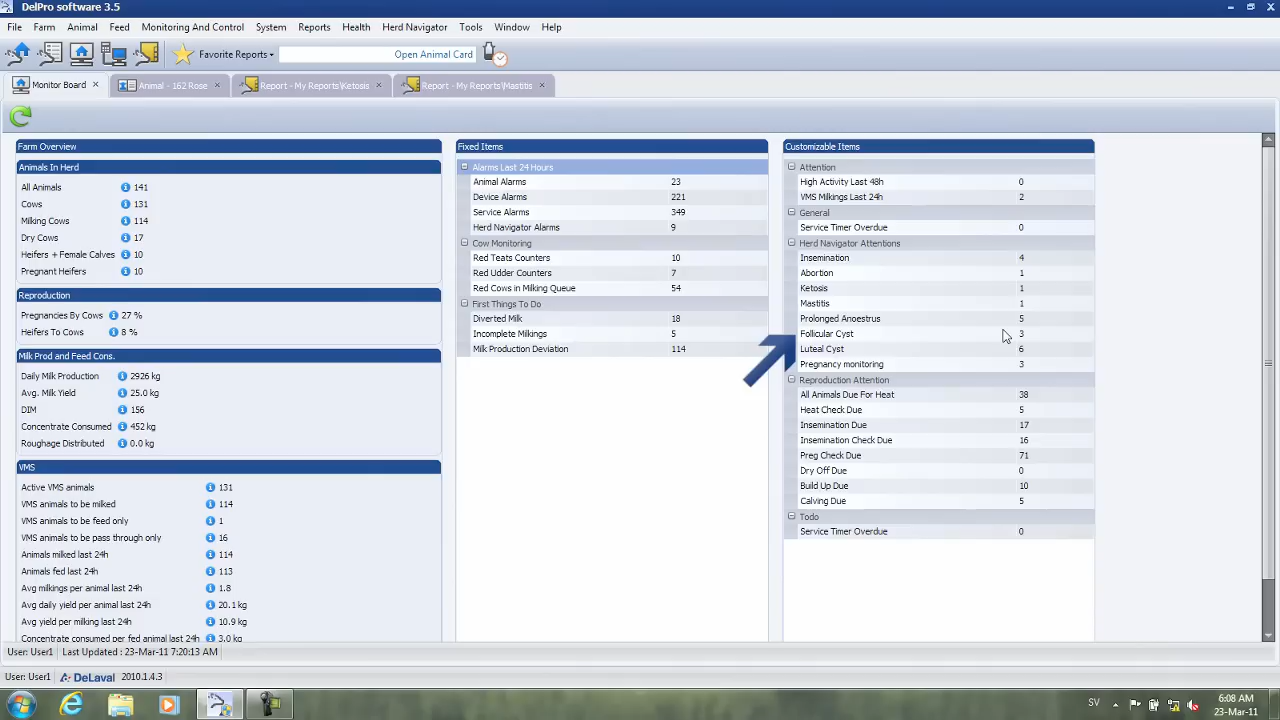 DelPro software 3.5
File Farm Animal Feed Monitoring And Control System Reports Health Herd Navigator Tools Window Help
Favorite Reports Open Animal Card
Monitor Board Animal - 162 Rose Report - My Reports\Ketosis Report - My Reports\Mastitis
Farm Overview
Animals In Herd
All Animals 141
Cows 131
Milking Cows 114
Dry Cows 17
Heifers + Female Calves 10
Pregnant Heifers 10
Reproduction
Pregnancies By Cows 27 %
Heifers To Cows 8 %
Milk Prod and Feed Cons.
Daily Milk Production 2926 kg
Avg. Milk Yield 25.0 kg
DIM 156
Concentrate Consumed 452 kg
Roughage Distributed 0.0 kg
VMS
Active VMS animals 131
VMS animals to be milked 114
VMS animals to be feed only 1
VMS animals to be pass through only 16
Animals milked last 24h 114
Animals fed last 24h 113
Avg milkings per animal last 24h 1.8
Avg daily yield per animal last 24h 20.1 kg
Avg yield per milking last 24h 10.9 kg
Concentrate consumed per fed animal last 24h 3.0 kg
Fixed Items
Alarms Last 24 Hours
Animal Alarms 23
Device Alarms 221
Service Alarms 349
Herd Navigator Alarms 9
Cow Monitoring
Red Teats Counters 10
Red Udder Counters 7
Red Cows in Milking Queue 54
First Things To Do
Diverted Milk 18
Incomplete Milkings 5
Milk Production Deviation 114
Customizable Items
Attention
High Activity Last 48h 0
VMS Milkings Last 24h 2
General
Service Timer Overdue 0
Herd Navigator Attentions
Insemination 4
Abortion 1
Ketosis 1
Mastitis 1
Prolonged Anoestrus 5
Follicular Cyst 3
Luteal Cyst 6
Pregnancy monitoring 3
Reproduction Attention
All Animals Due For Heat 38
Heat Check Due 5
Insemination Due 17
Insemination Check Due 16
Preg Check Due 71
Dry Off Due 0
Build Up Due 10
Calving Due 5
Todo
Service Timer Overdue 0
User: User1 Last Updated : 23-Mar-11 7:20:13 AM
User: User1 DeLaval 2010.1.4.3
SV 6:08 AM
23-Mar-11